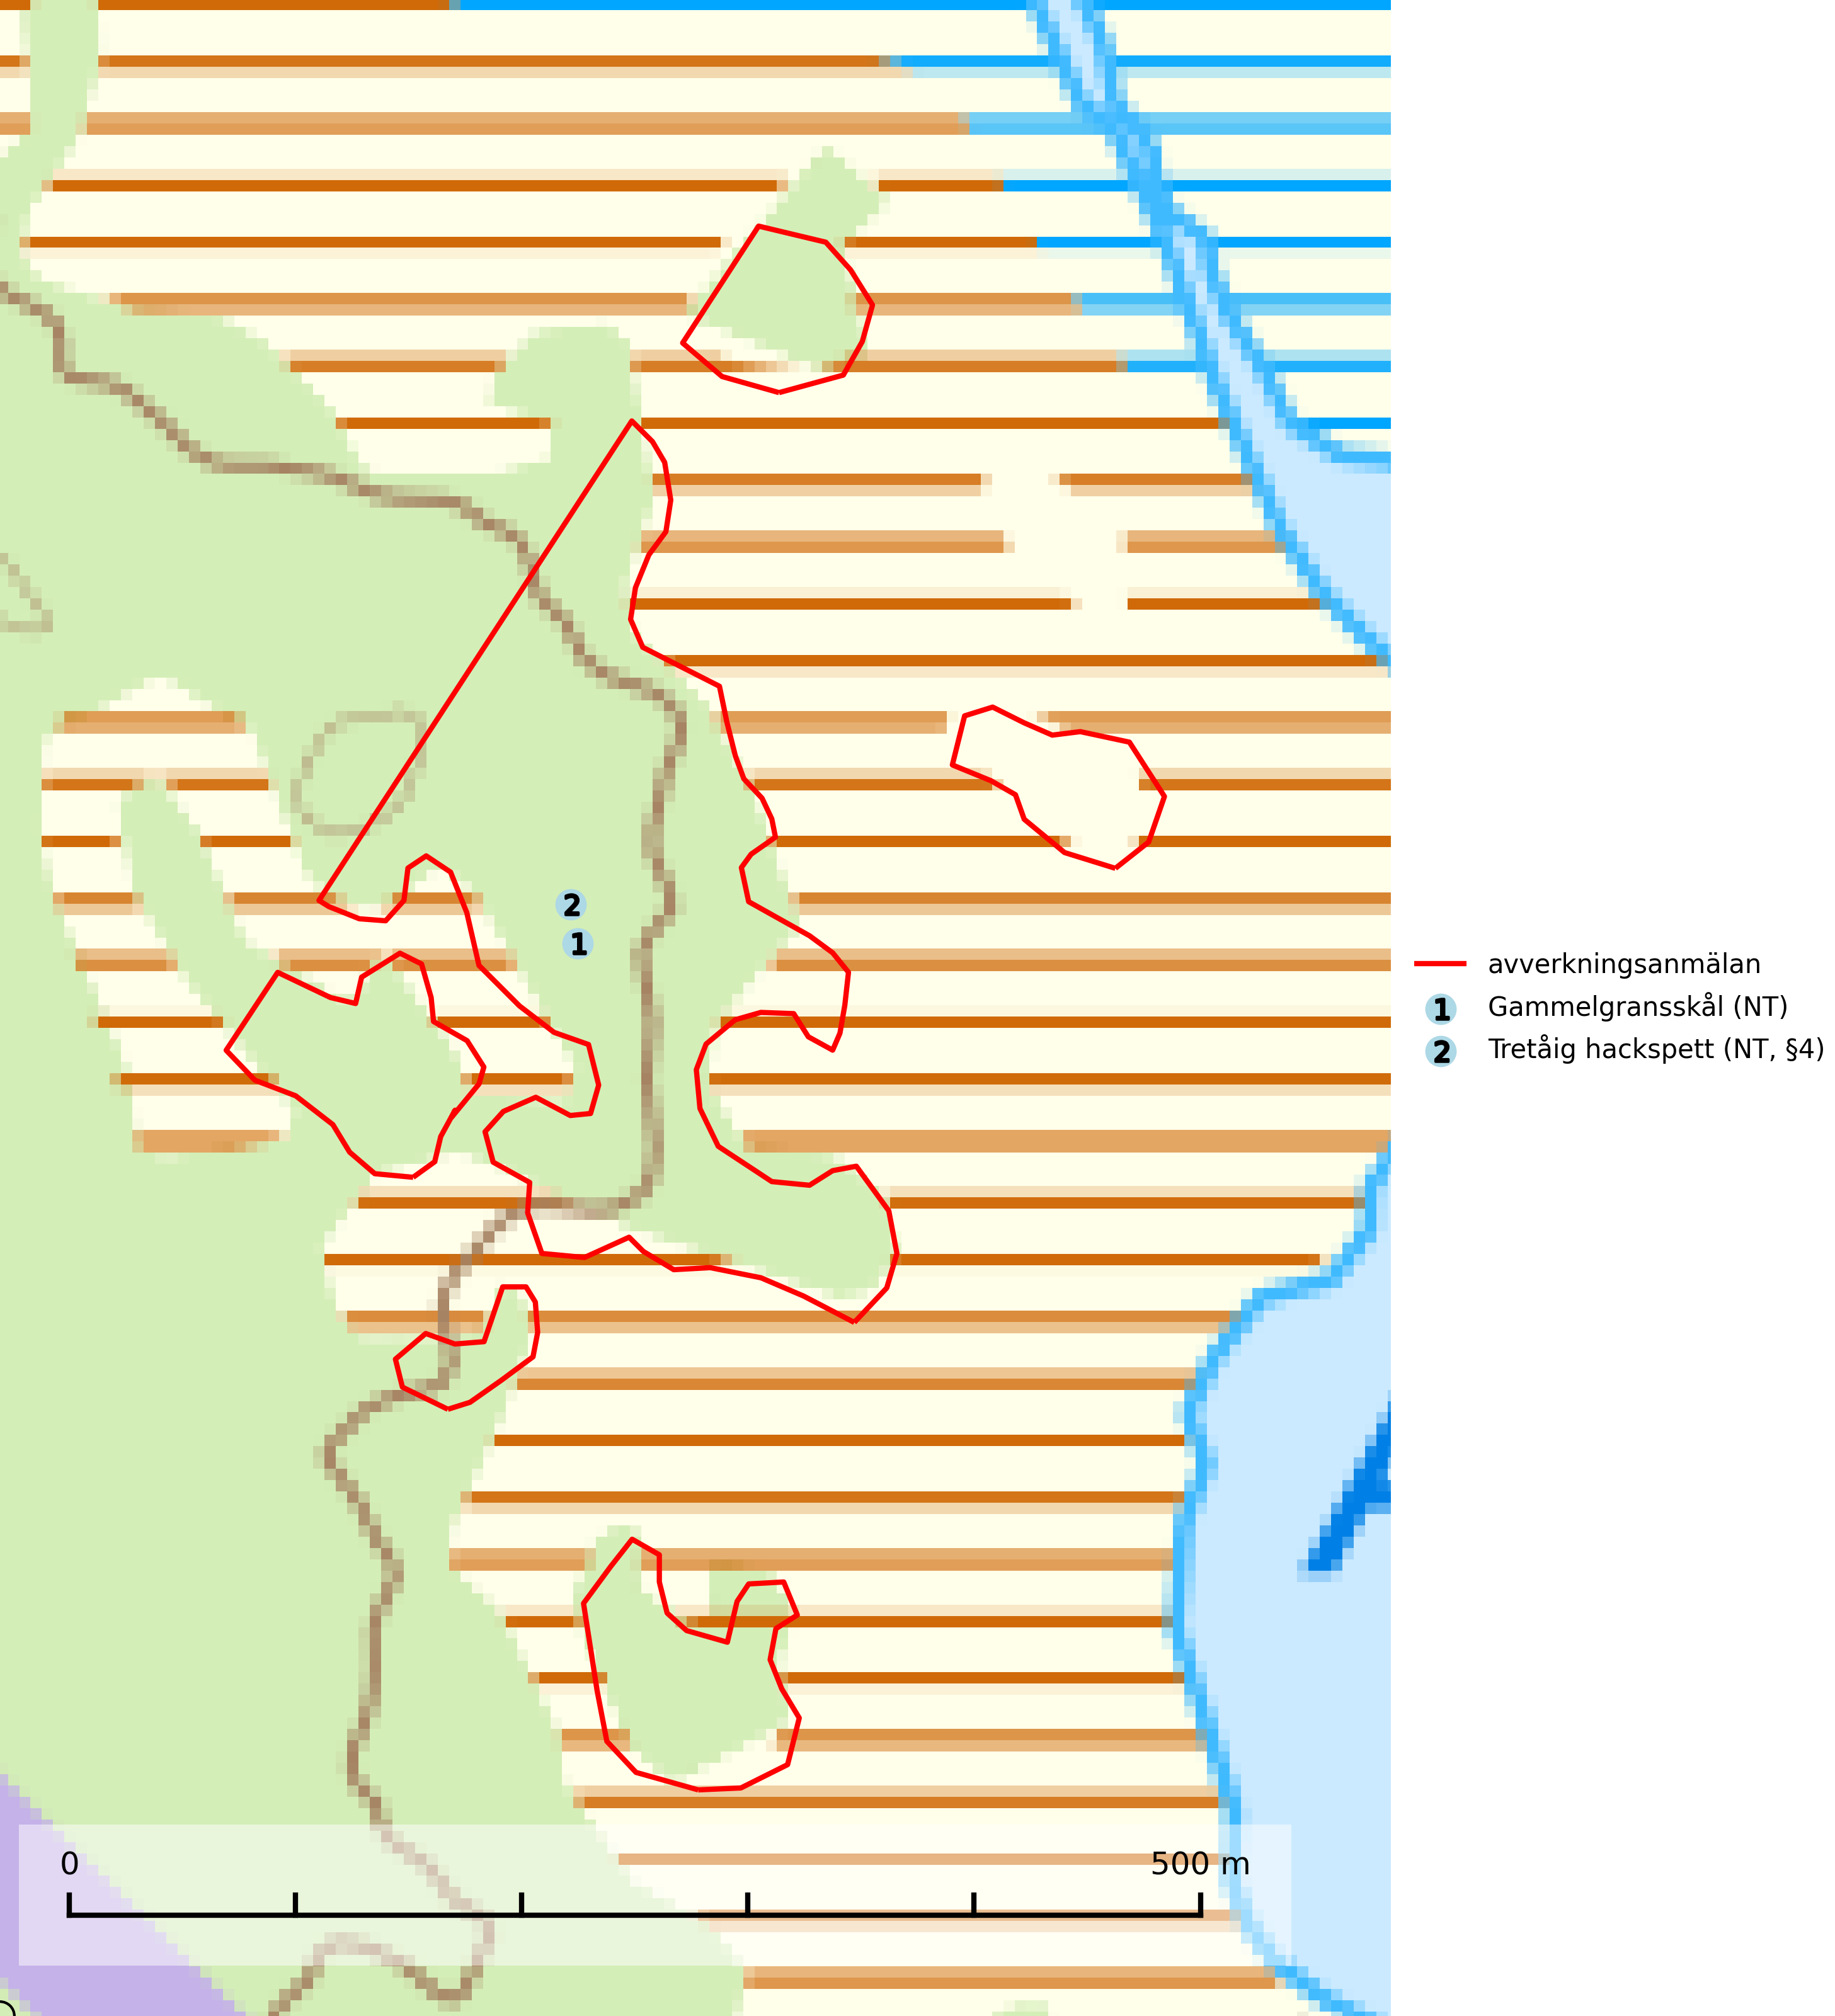 2
1
avverkningsanmälan
1 Gammelgransskål (NT)
2 Tretåig hackspett (NT, §4)
0 500 m